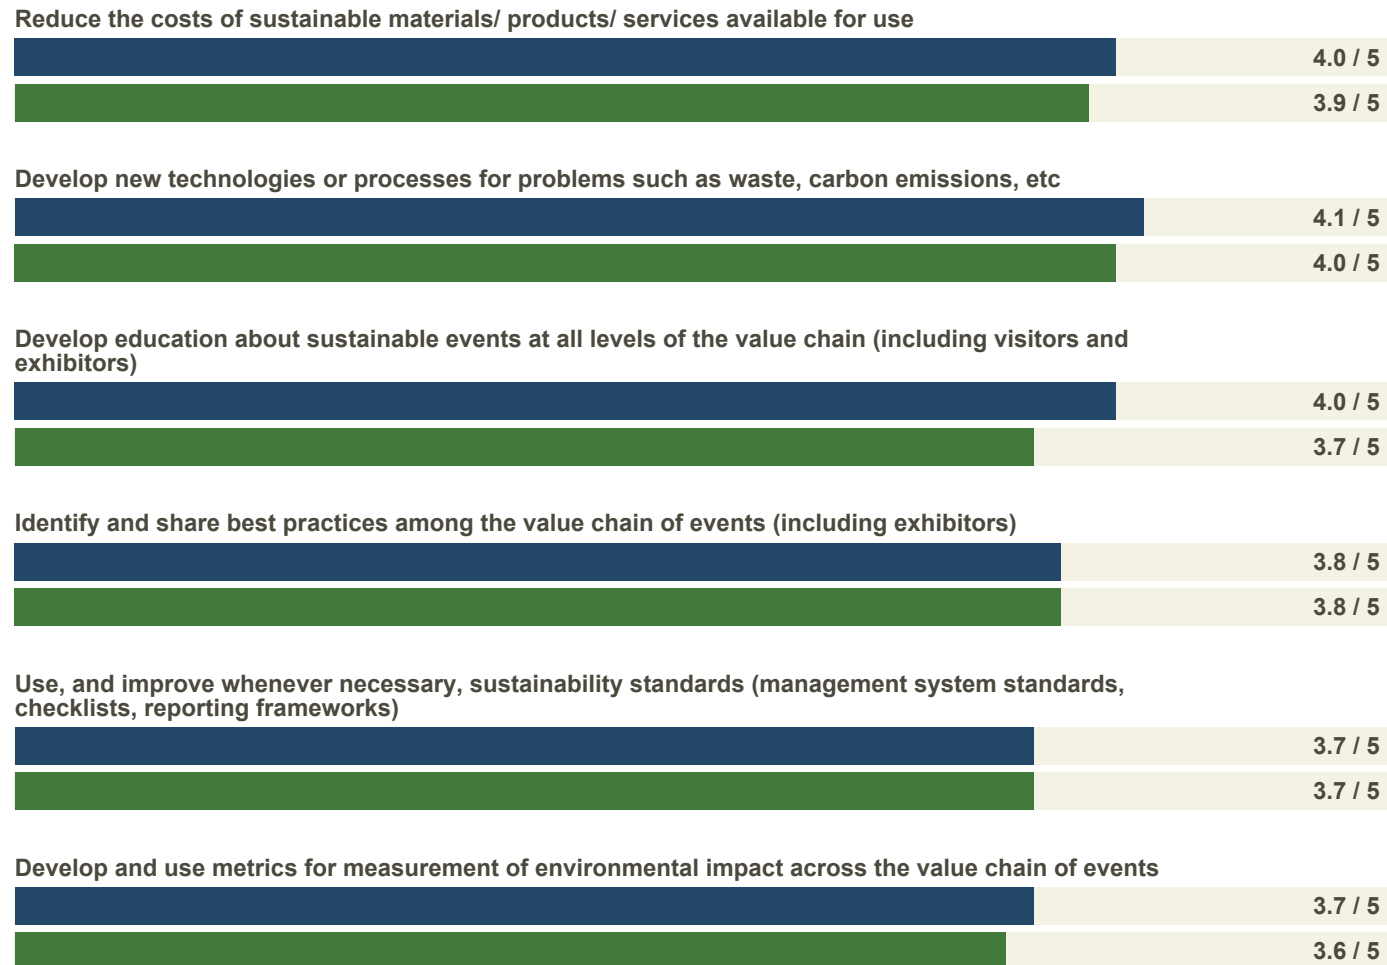 Reduce the costs of sustainable materials/ products/ services available for use
4.0 / 5
3.9 / 5
Develop new technologies or processes for problems such as waste, carbon emissions, etc
4.1 / 5
4.0 / 5
Develop education about sustainable events at all levels of the value chain (including visitors and
exhibitors)
4.0 / 5
3.7 / 5
Identify and share best practices among the value chain of events (including exhibitors)
3.8 / 5
3.8 / 5
Use, and improve whenever necessary, sustainability standards (management system standards,
checklists, reporting frameworks)
3.7 / 5
3.7 / 5
Develop and use metrics for measurement of environmental impact across the value chain of events
3.7 / 5
3.6 / 5